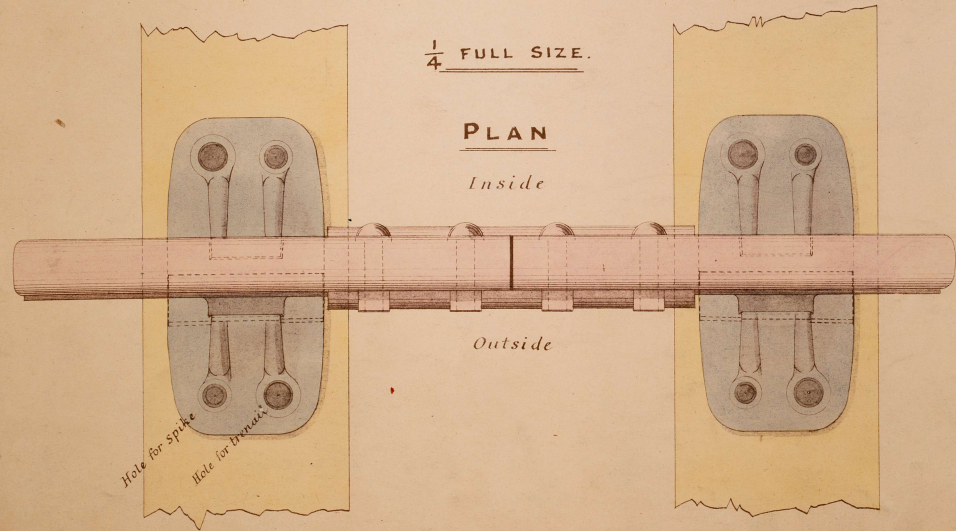 1/4 FULL SIZE.
PLAN
Inside
Outside
Hole for Spike
Hole for trenail